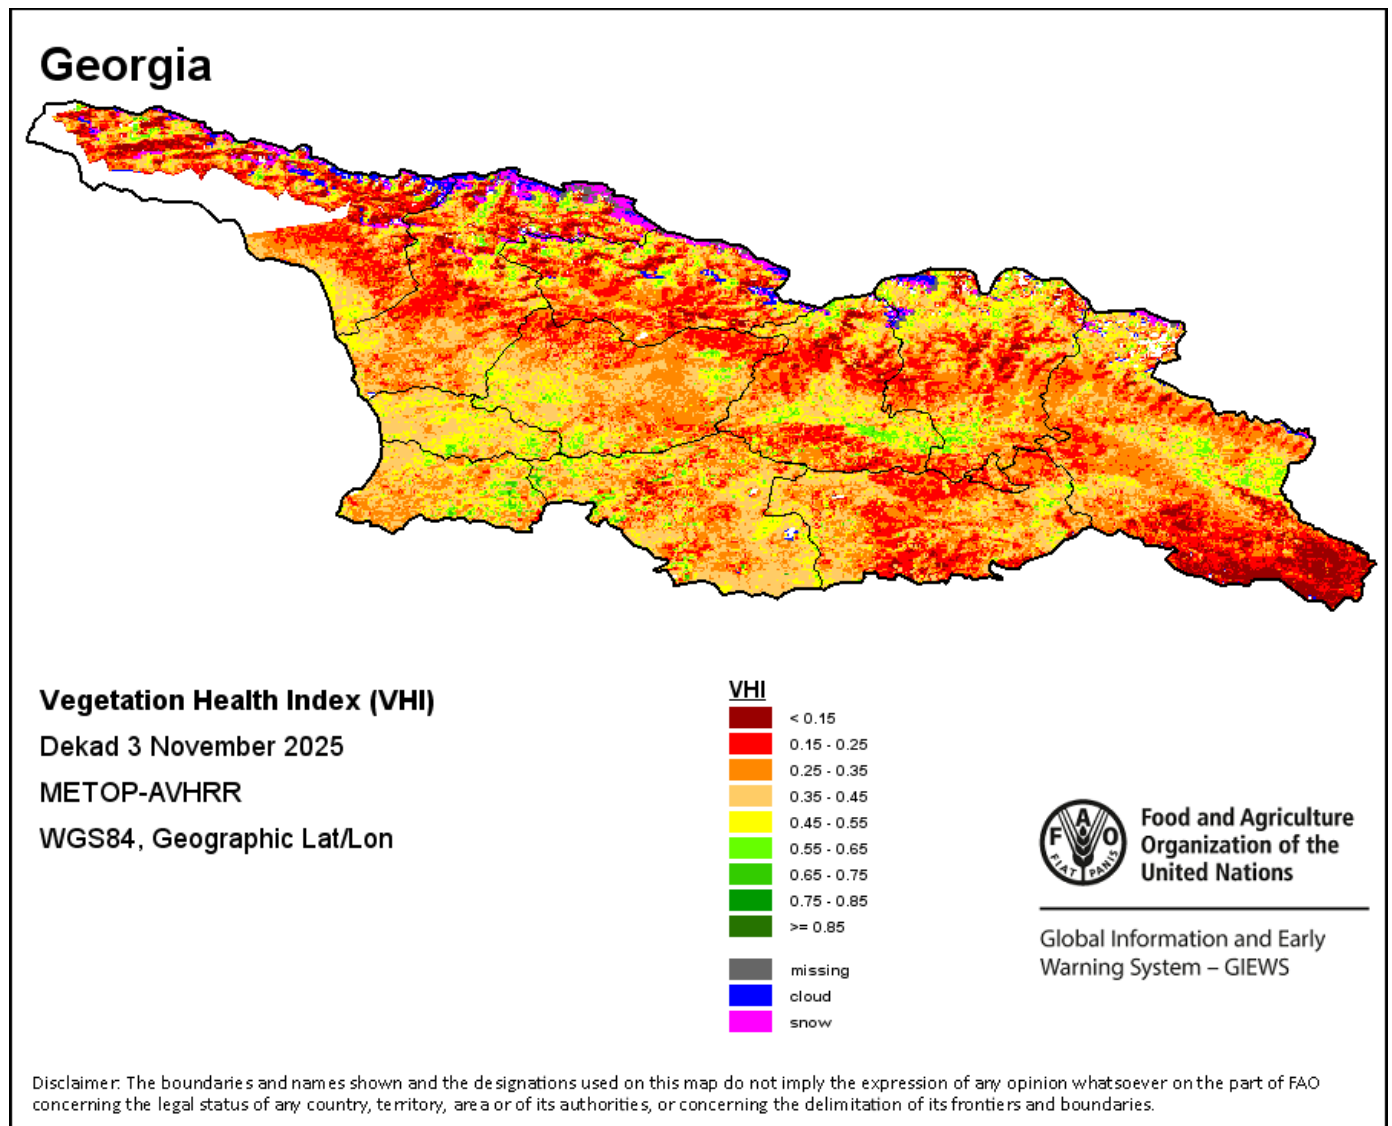 Georgia
Vegetation Health Index (VHI)
Dekad 3 November 2025
METOP-AVHRR
WGS84, Geographic Lat/Lon
VHI
< 0.15
0.15 - 0.25
0.25 - 0.35
0.35 - 0.45
0.45 - 0.55
0.55 - 0.65
0.65 - 0.75
0.75 - 0.85
>= 0.85
missing
cloud
snow
F A O
FIAT PANIS
Food and Agriculture
Organization of the
United Nations
Global Information and Early
Warning System – GIEWS
Disclaimer: The boundaries and names shown and the designations used on this map do not imply the expression of any opinion whatsoever on the part of FAO
concerning the legal status of any country, territory, area or of its authorities, or concerning the delimitation of its frontiers and boundaries.